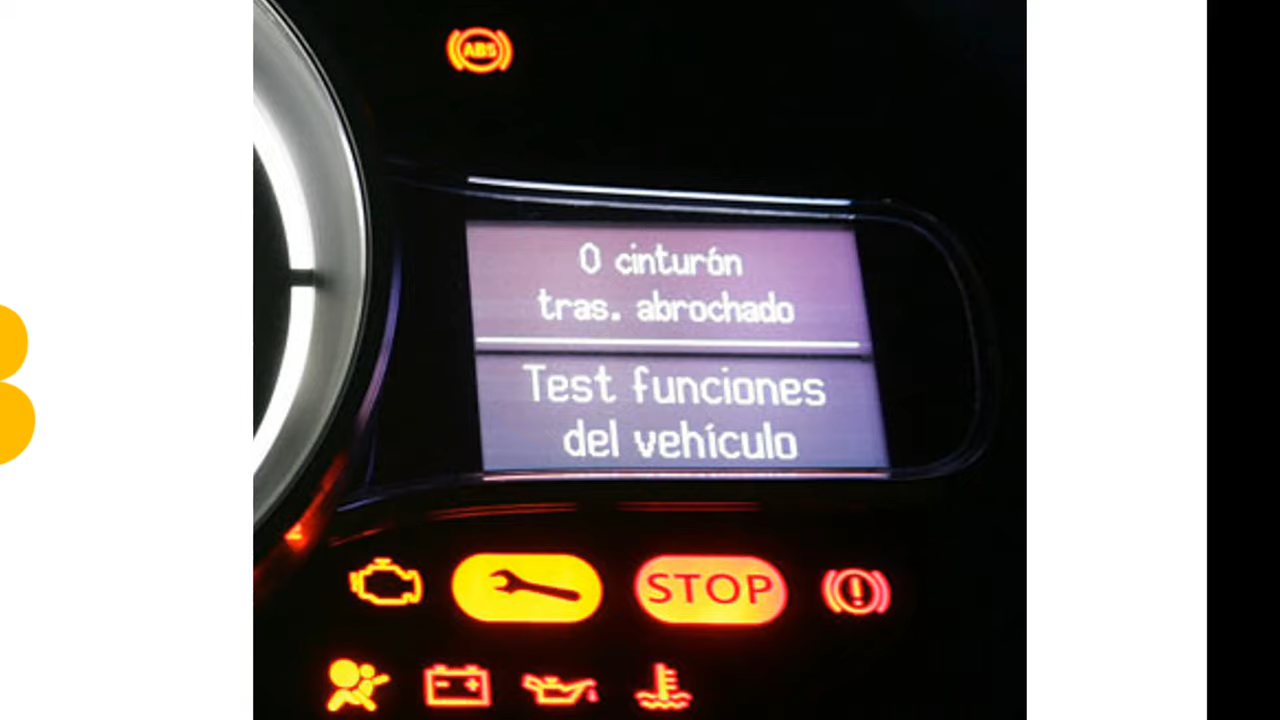 ABS
0 cinturón
tras. abrochado
Test funciones
del vehículo
STOP